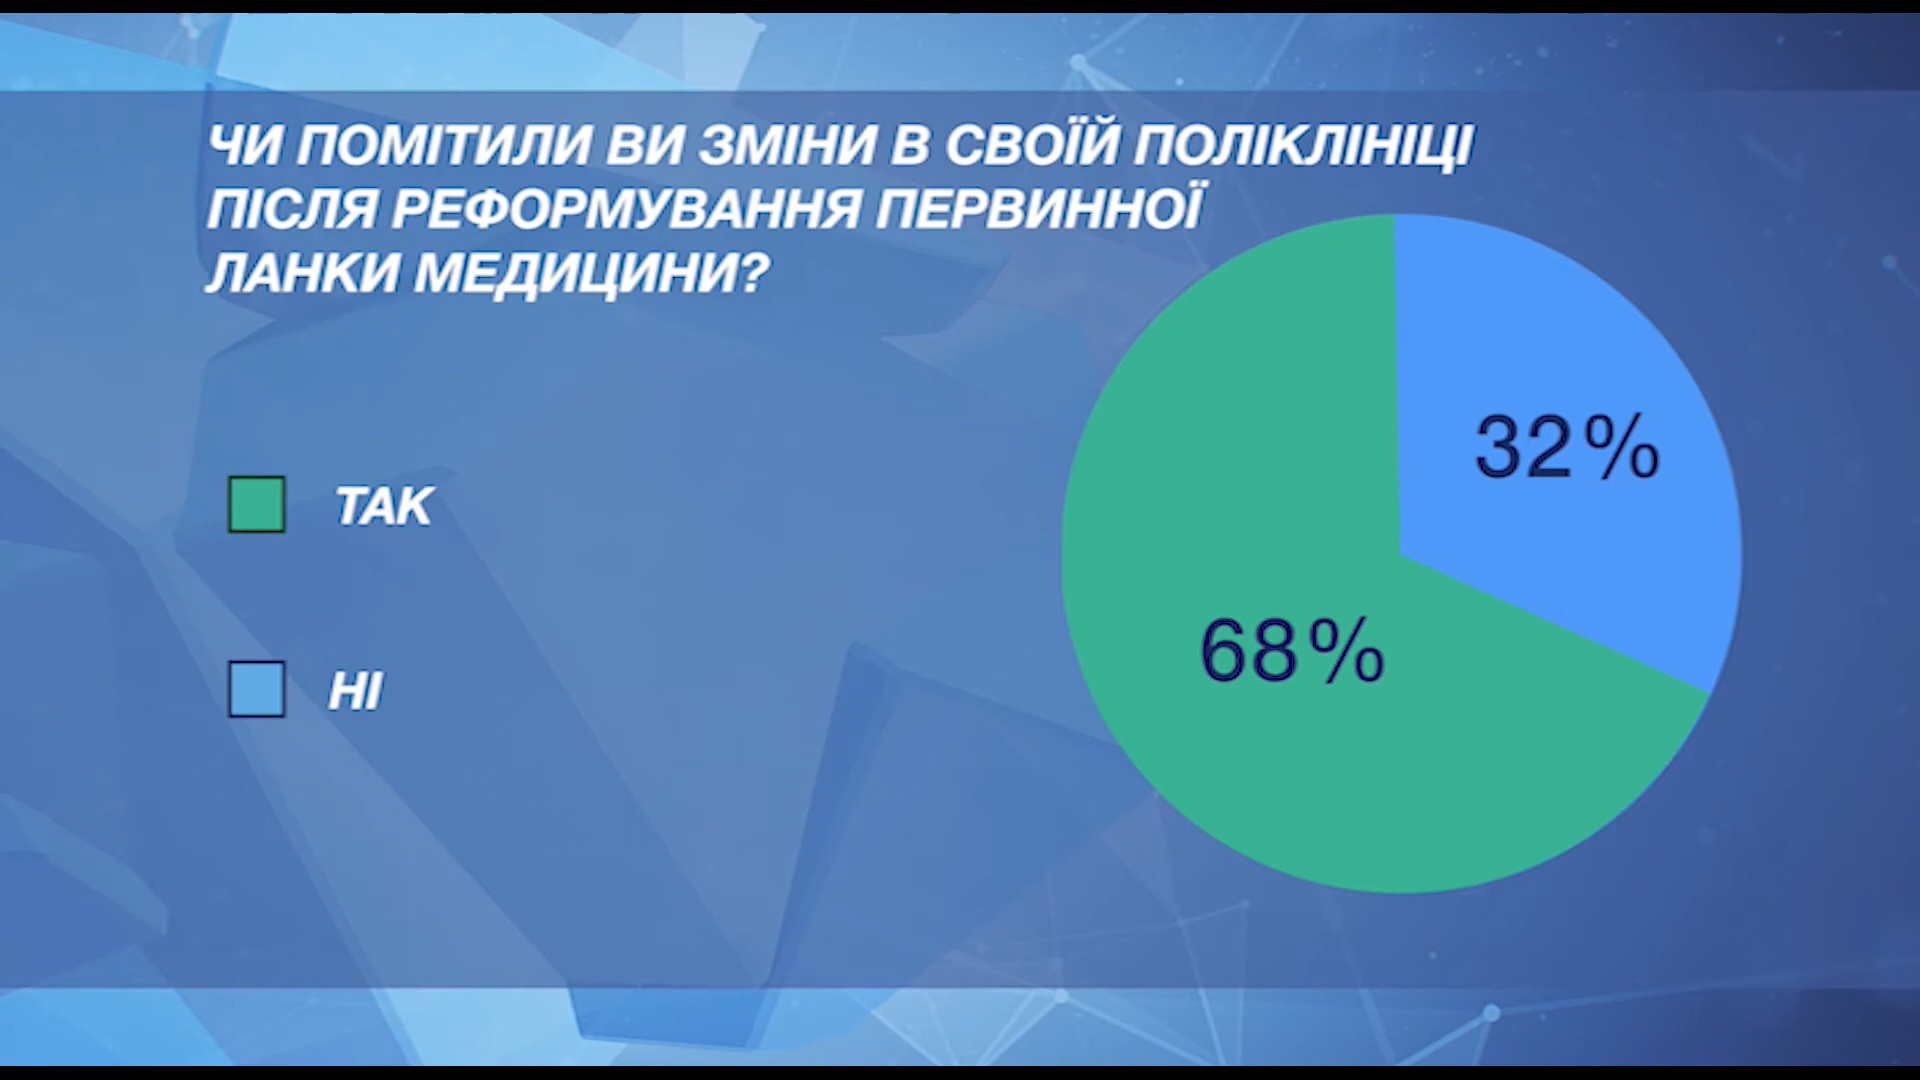 ЧИ ПОМІТИЛИ ВИ ЗМІНИ В СВОЇЙ ПОЛІКЛІНІЦІ
ПІСЛЯ РЕФОРМУВАННЯ ПЕРВИННОЇ
ЛАНКИ МЕДИЦИНИ?
32%
ТАК
68%
НІ